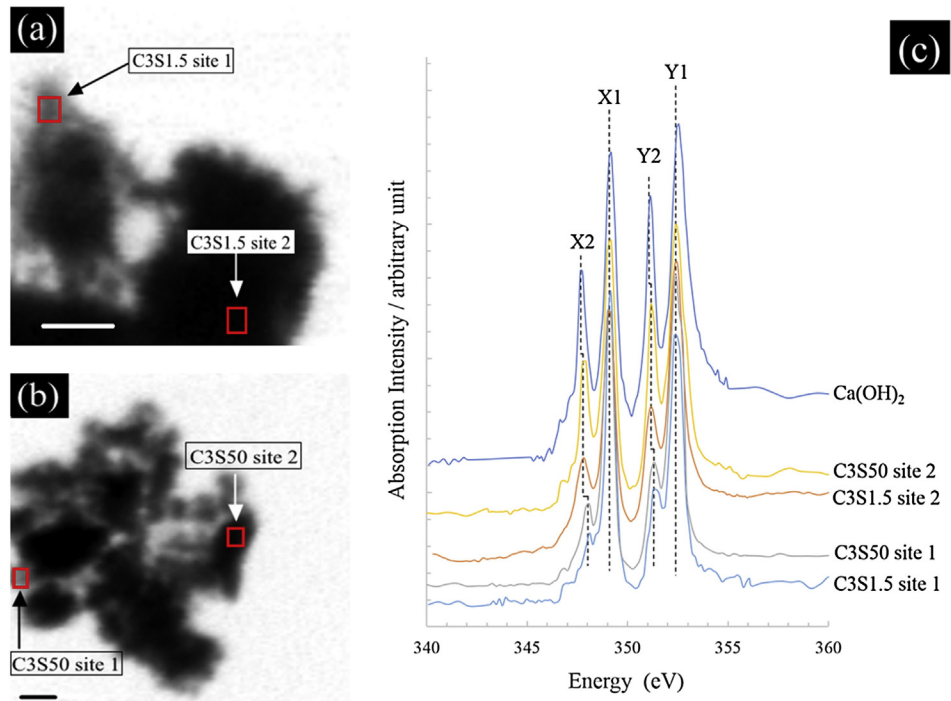 (a)
C3S1.5 site 1
C3S1.5 site 2
(b)
C3S50 site 2
C3S50 site 1
(c)
X1
Y1
Y2
X2
Absorption Intensity / arbitrary unit
Ca(OH)₂
C3S50 site 2
C3S1.5 site 2
C3S50 site 1
C3S1.5 site 1
340 345 350 355 360
Energy (eV)